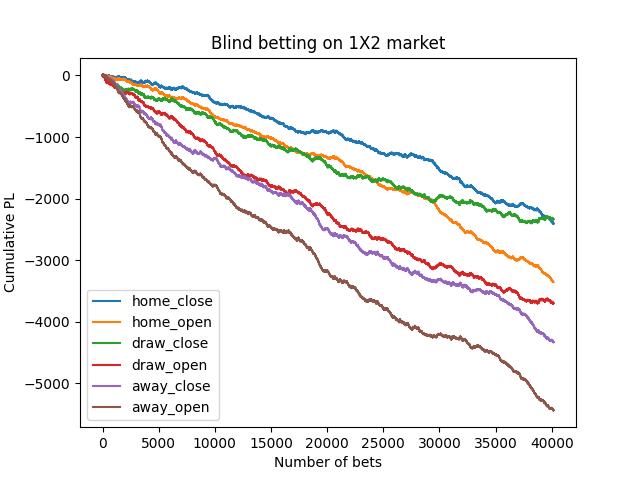 Blind betting on 1X2 market
Cumulative PL
0
−1000
−2000
−3000
−4000
−5000
home_close
home_open
draw_close
draw_open
away_close
away_open
0 5000 10000 15000 20000 25000 30000 35000 40000
Number of bets